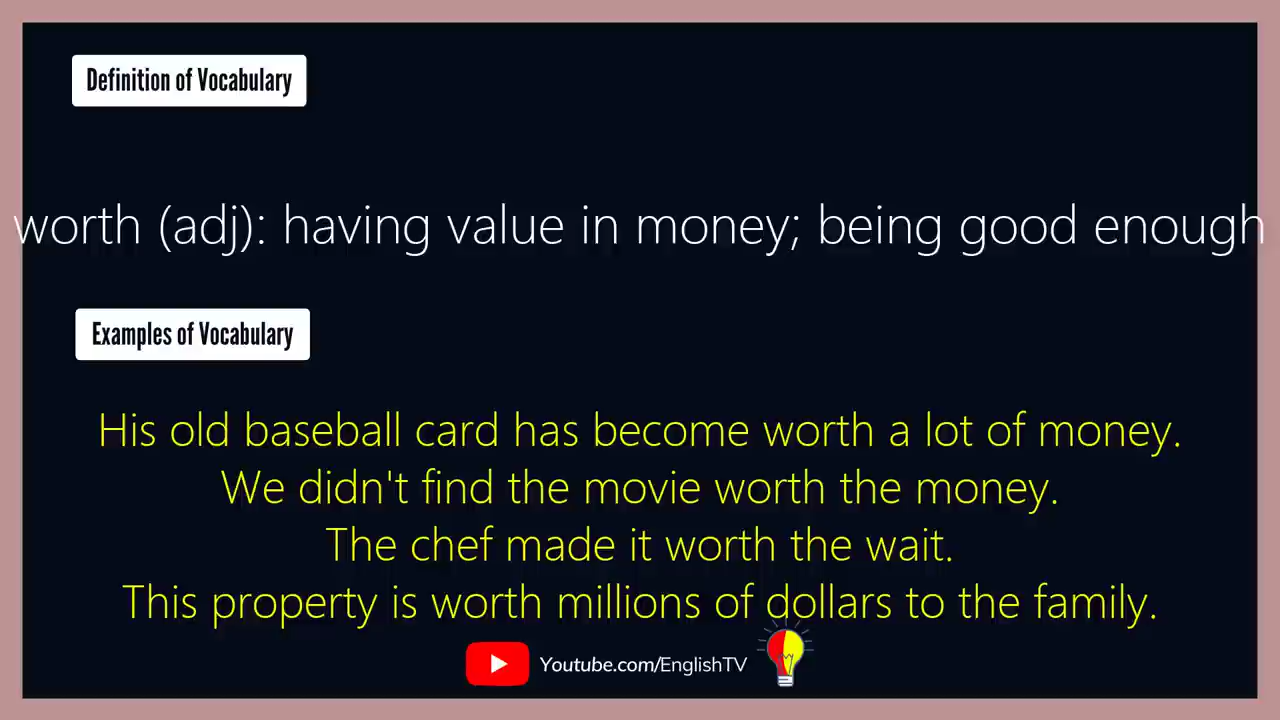 Definition of Vocabulary
worth (adj): having value in money; being good enough
Examples of Vocabulary
His old baseball card has become worth a lot of money.
We didn't find the movie worth the money.
The chef made it worth the wait.
This property is worth millions of dollars to the family.
Youtube.com/EnglishTV